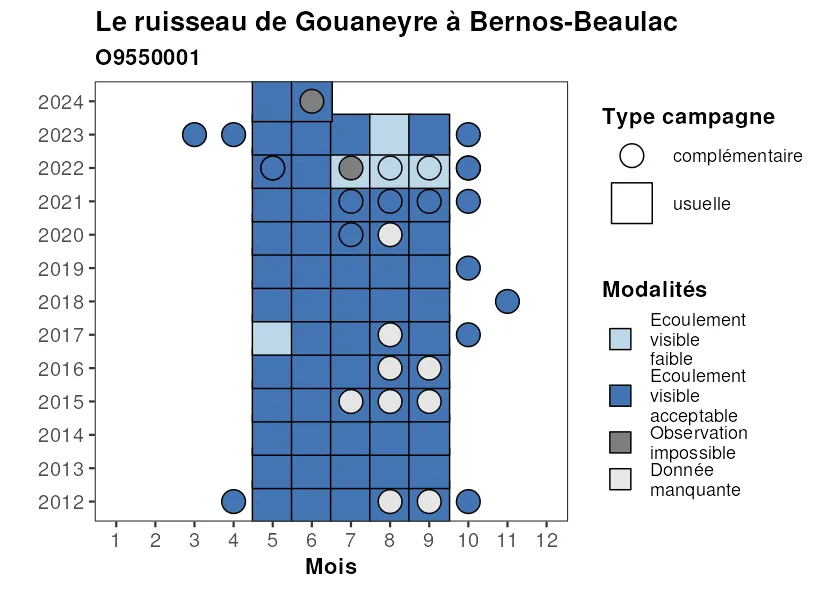 Le ruisseau de Gouaneyre à Bernos-Beaulac
O9550001
2024
2023
2022
2021
2020
2019
2018
2017
2016
2015
2014
2013
2012
1 2 3 4 5 6 7 8 9 10 11 12
Mois
Type campagne
complémentaire
usuelle
Modalités
Ecoulement
visible
faible
Ecoulement
visible
acceptable
Observation
impossible
Donnée
manquante